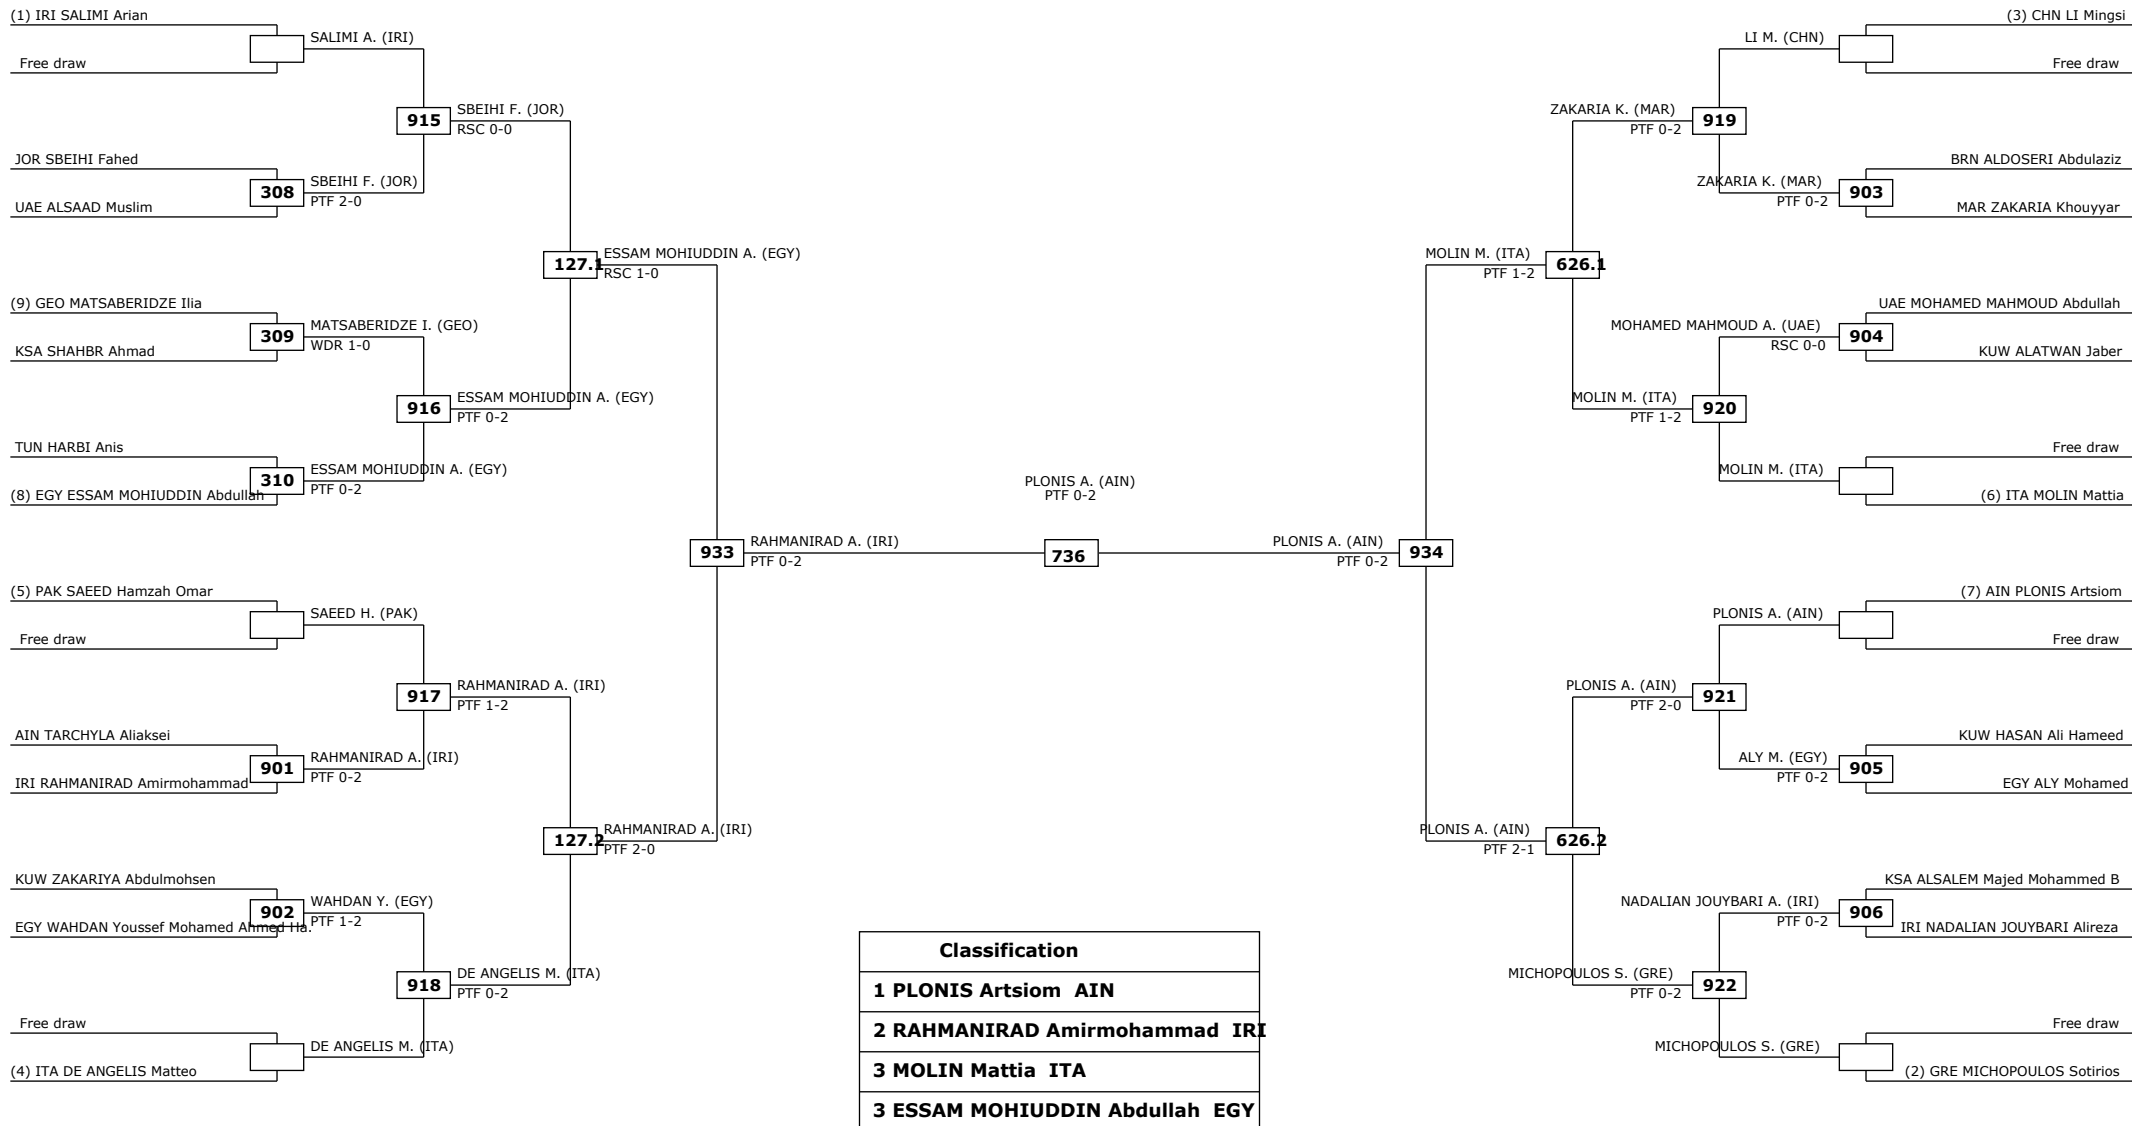 (1) IRI SALIMI Arian
SALIMI A. (IRI)
Free draw
915
SBEIHI F. (JOR)
RSC 0-0
JOR SBEIHI Fahed
308
SBEIHI F. (JOR)
PTF 2-0
UAE ALSAAD Muslim
127.1
ESSAM MOHIUDDIN A. (EGY)
RSC 1-0
(9) GEO MATSABERIDZE Ilia
309
MATSABERIDZE I. (GEO)
WDR 1-0
KSA SHAHBR Ahmad
916
ESSAM MOHIUDDIN A. (EGY)
PTF 0-2
TUN HARBI Anis
310
ESSAM MOHIUDDIN A. (EGY)
PTF 0-2
(8) EGY ESSAM MOHIUDDIN Abdullah
933
RAHMANIRAD A. (IRI)
PTF 0-2
(5) PAK SAEED Hamzah Omar
SAEED H. (PAK)
Free draw
917
RAHMANIRAD A. (IRI)
PTF 1-2
AIN TARCHYLA Aliaksei
901
RAHMANIRAD A. (IRI)
PTF 0-2
IRI RAHMANIRAD Amirmohammad
127.2
RAHMANIRAD A. (IRI)
PTF 2-0
KUW ZAKARIYA Abdulmohsen
902
WAHDAN Y. (EGY)
PTF 1-2
EGY WAHDAN Youssef Mohamed Ahmed Ha.
918
DE ANGELIS M. (ITA)
PTF 0-2
Free draw
DE ANGELIS M. (ITA)
(4) ITA DE ANGELIS Matteo
PLONIS A. (AIN)
PTF 0-2
736
(3) CHN LI Mingsi
LI M. (CHN)
Free draw
ZAKARIA K. (MAR)
PTF 0-2
919
BRN ALDOSERI Abdulaziz
ZAKARIA K. (MAR)
PTF 0-2
903
MAR ZAKARIA Khouyyar
MOLIN M. (ITA)
PTF 1-2
626.1
UAE MOHAMED MAHMOUD Abdullah
MOHAMED MAHMOUD A. (UAE)
RSC 0-0
904
KUW ALATWAN Jaber
MOLIN M. (ITA)
PTF 1-2
920
Free draw
MOLIN M. (ITA)
(6) ITA MOLIN Mattia
PLONIS A. (AIN)
PTF 0-2
934
(7) AIN PLONIS Artsiom
PLONIS A. (AIN)
Free draw
PLONIS A. (AIN)
PTF 2-0
921
KUW HASAN Ali Hameed
ALY M. (EGY)
PTF 0-2
905
EGY ALY Mohamed
PLONIS A. (AIN)
PTF 2-1
626.2
KSA ALSALEM Majed Mohammed B
NADALIAN JOUYBARI A. (IRI)
PTF 0-2
906
IRI NADALIAN JOUYBARI Alireza
MICHOPOULOS S. (GRE)
PTF 0-2
922
Free draw
MICHOPOULOS S. (GRE)
(2) GRE MICHOPOULOS Sotirios
Classification
1 PLONIS Artsiom  AIN
2 RAHMANIRAD Amirmohammad  IRI
3 MOLIN Mattia  ITA
3 ESSAM MOHIUDDIN Abdullah  EGY